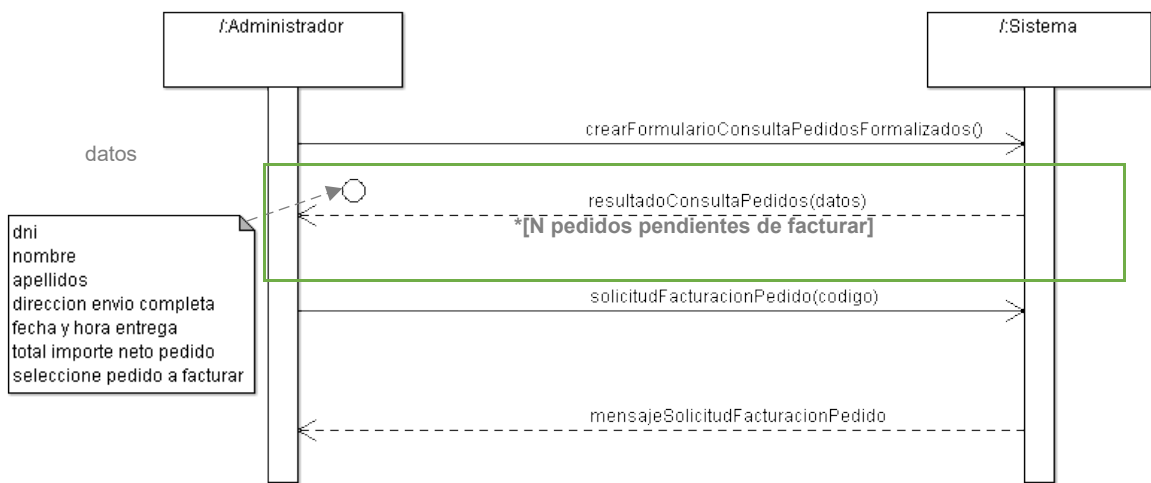 /:Administrador
/:Sistema
crearFormularioConsultaPedidosFormalizados()
datos
resultadoConsultaPedidos(datos)
*[N pedidos pendientes de facturar]
dni
nombre
apellidos
direccion envio completa
fecha y hora entrega
total importe neto pedido
seleccione pedido a facturar
solicitudFacturacionPedido(codigo)
mensajeSolicitudFacturacionPedido